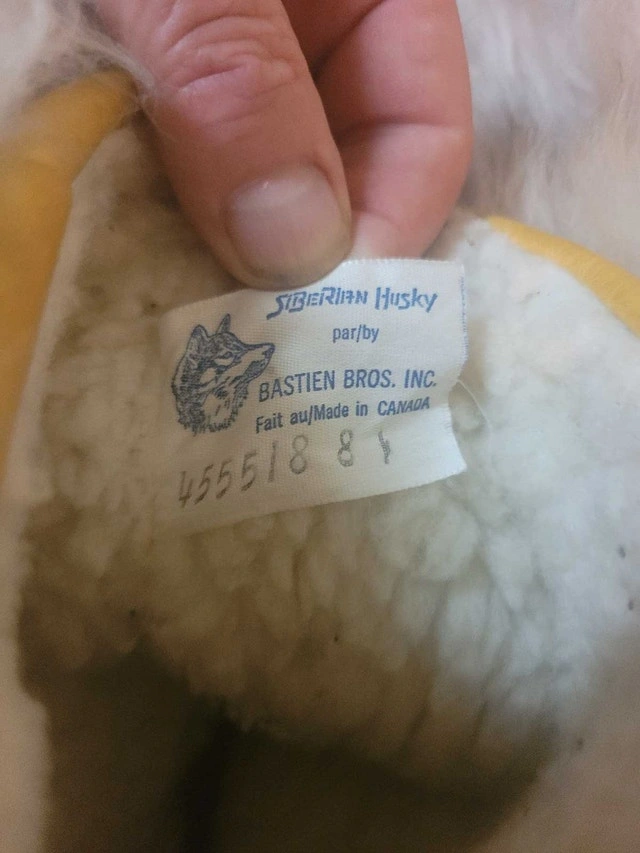 SIBERIAN Husky
par/by
BASTIEN BROS. INC.
Fait au/Made in CANADA
455518 8